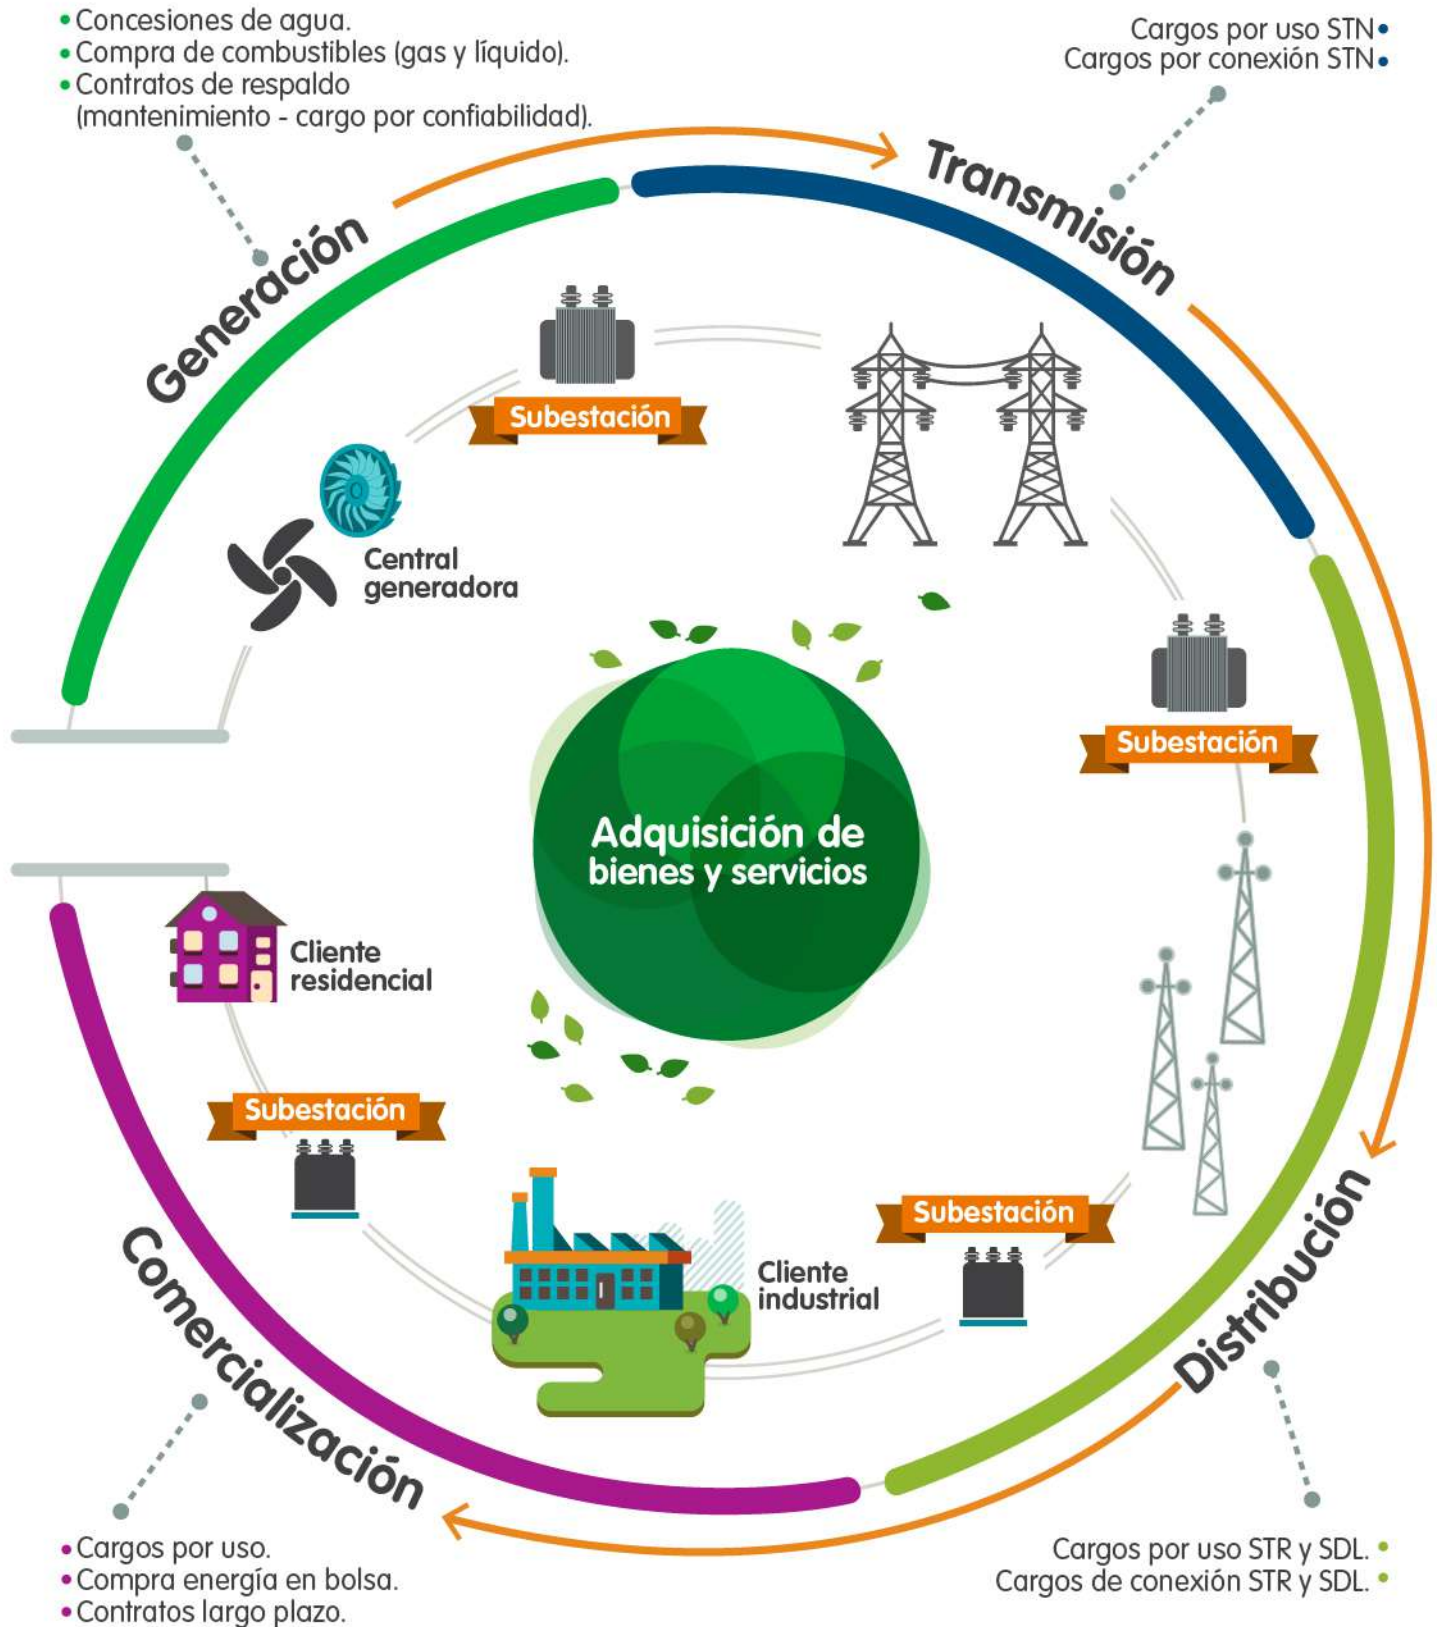 • Concesiones de agua.
• Compra de combustibles (gas y líquido).
• Contratos de respaldo
(mantenimiento - cargo por confiabilidad).
Cargos por uso STN •
Cargos por conexión STN •
Generación
Transmisión
Subestación
Central
generadora
Subestación
Adquisición de
bienes y servicios
Cliente
residencial
Subestación
Subestación
Cliente
industrial
Distribución
Comercialización
• Cargos por uso.
• Compra energía en bolsa.
• Contratos largo plazo.
Cargos por uso STR y SDL. •
Cargos de conexión STR y SDL. •